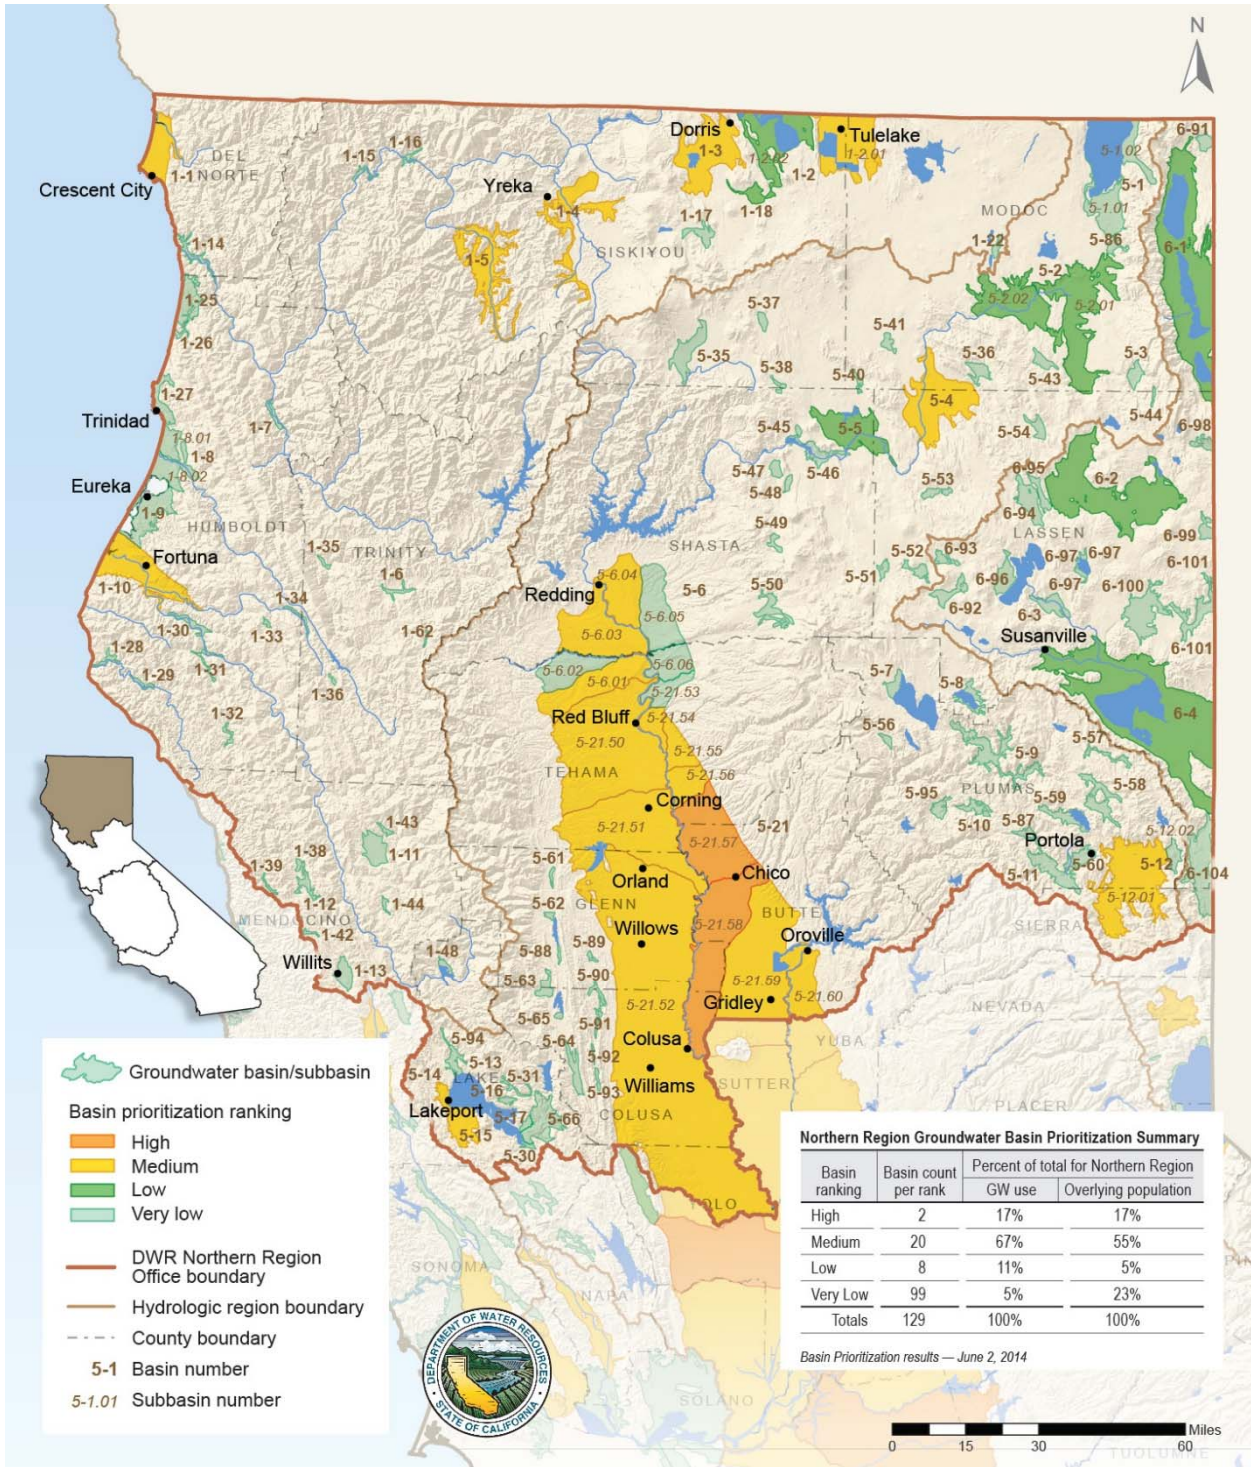 N
Dorris
Tulelake
6-91
1-16
1-15
1-3
1-2.02
1-2.01
1-2
5-1.02
DEL
NORTE
1-1
Crescent City
Yreka
1-4
1-17
1-18
5-1
5-1.01
MODOC
1-14
1-5
SISKIYOU
1-22
5-86
6-1
5-2
1-25
5-37
5-2.02
5-2.01
1-26
5-41
5-35
5-36
5-3
5-38
5-40
5-43
1-27
5-4
5-44
Trinidad
1-7
5-45
5-5
5-54
6-98
1-8.01
1-8
5-47
5-46
6-95
6-2
1-8.02
Eureka
5-48
5-53
1-9
HUMBOLDT
5-49
6-94
LASSEN
6-99
Fortuna
1-35
TRINITY
SHASTA
5-52
6-93
6-97
6-97
6-101
1-10
1-6
5-6.04
5-51
6-96
6-97
6-100
Redding
5-6
5-50
1-34
5-6.05
6-92
6-3
1-30
1-33
1-62
5-6.03
Susanville
1-28
1-31
5-6.02
5-6.06
6-101
1-29
1-36
5-6.01
5-21.53
5-7
5-8
1-32
Red Bluff
5-21.54
5-56
6-4
5-21.50
5-21.55
5-57
TEHAMA
5-21.56
5-9
5-58
Corning
5-95
PLUMAS
5-59
1-43
5-21.51
5-21
5-10
5-87
5-12.02
1-38
1-11
5-61
5-21.57
Portola
1-39
Orland
Chico
5-11
5-60
5-12
6-104
1-12
1-44
5-62
GLENN
BUTTE
5-12.01
MENDOCINO
Willows
5-21.58
SIERRA
1-42
1-48
5-88
5-89
Oroville
Willits
1-13
5-63
5-90
5-21.59
5-21.60
5-21.52
Gridley
NEVADA
5-65
5-91
5-94
5-64
Colusa
YUBA
5-13
5-92
5-14
LAKE
5-31
Williams
SUTTER
5-16
5-93
Lakeport
5-17
5-66
COLUSA
PLACER
5-15
5-30
YOLO
SONOMA
NAPA
SOLANO
TUOLUMNE
Groundwater basin/subbasin
Basin prioritization ranking
High
Medium
Low
Very low
DWR Northern Region
Office boundary
Hydrologic region boundary
County boundary
5-1 Basin number
5-1.01 Subbasin number
DEPARTMENT OF WATER RESOURCES
STATE OF CALIFORNIA
Northern Region Groundwater Basin Prioritization Summary
Basin ranking Basin count per rank Percent of total for Northern Region
GW use Overlying population
High 2 17% 17%
Medium 20 67% 55%
Low 8 11% 5%
Very Low 99 5% 23%
Totals 129 100% 100%
Basin Prioritization results — June 2, 2014
Miles
0 15 30 60